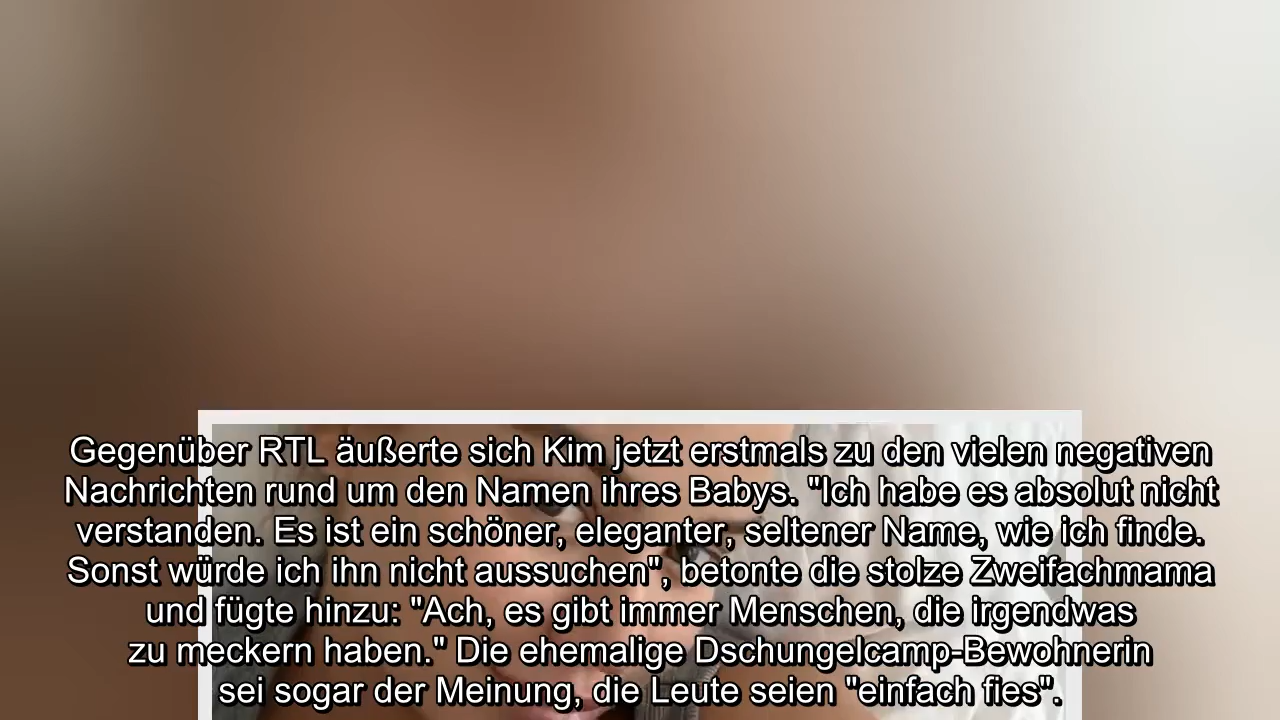 Gegenüber RTL äußerte sich Kim jetzt erstmals zu den vielen negativen
Nachrichten rund um den Namen ihres Babys. "Ich habe es absolut nicht
verstanden. Es ist ein schöner, eleganter, seltener Name, wie ich finde.
Sonst würde ich ihn nicht aussuchen", betonte die stolze Zweifachmama
und fügte hinzu: "Ach, es gibt immer Menschen, die irgendwas
zu meckern haben." Die ehemalige Dschungelcamp-Bewohnerin
sei sogar der Meinung, die Leute seien "einfach fies".